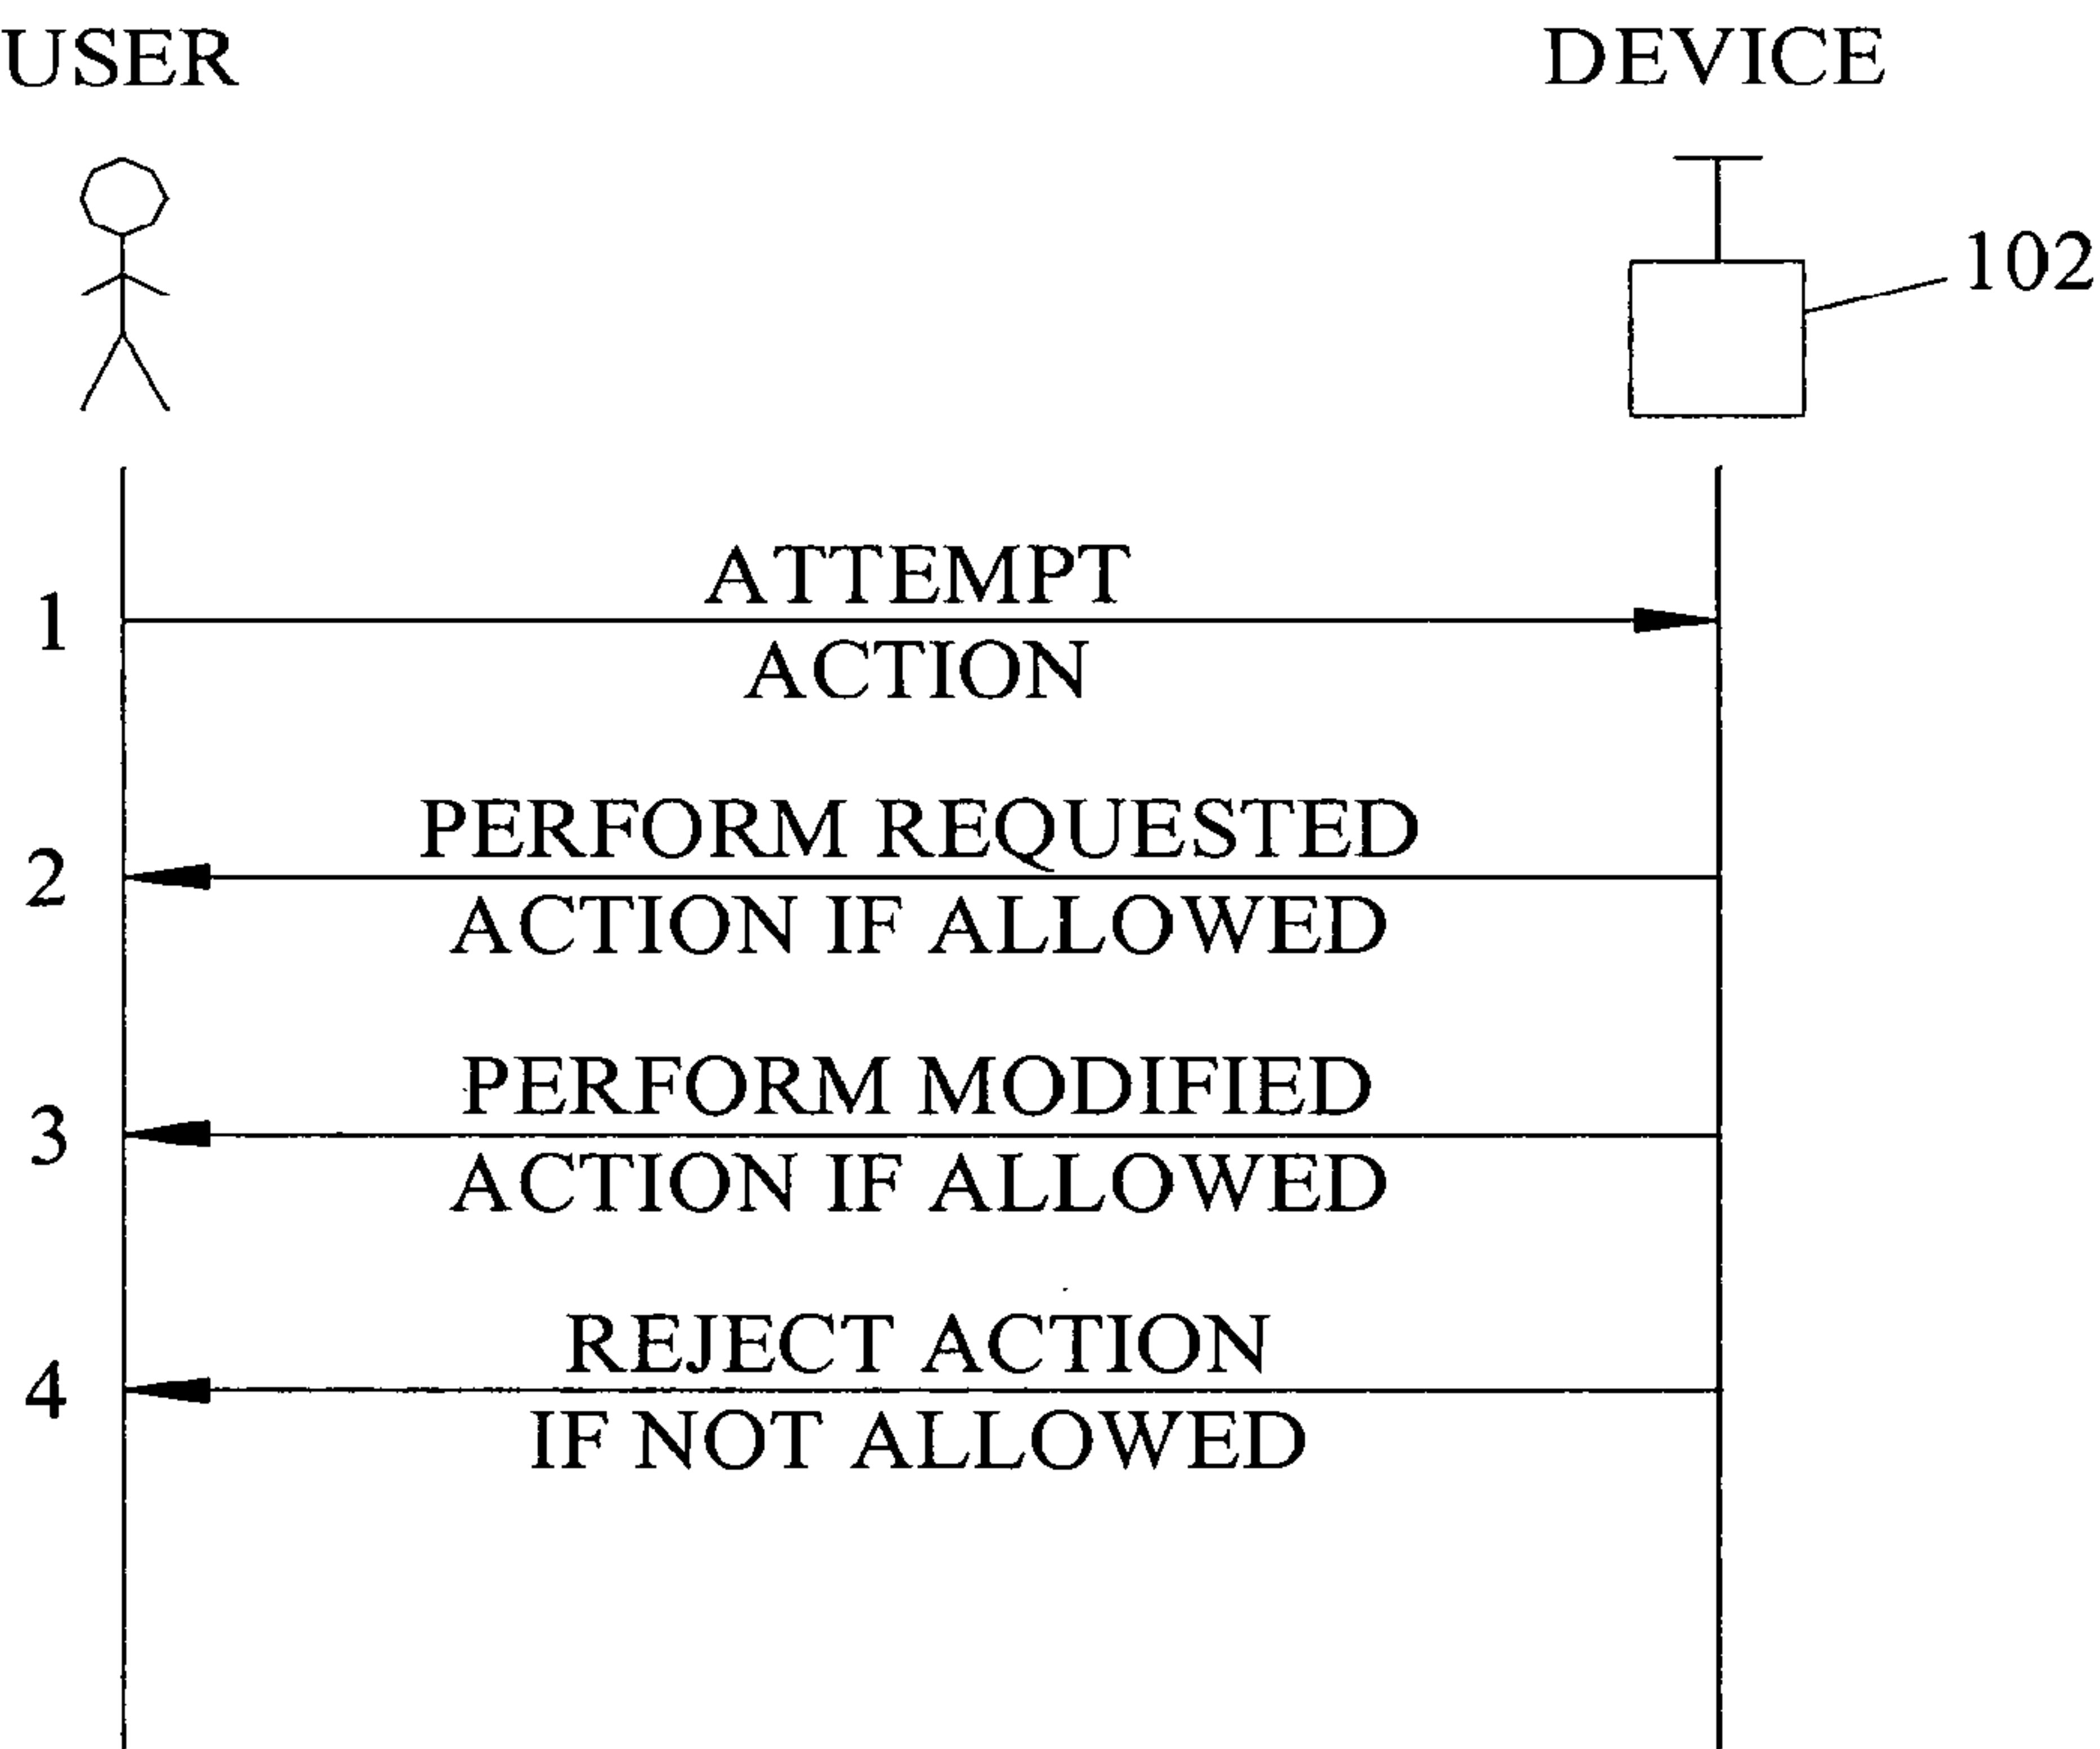 USER
DEVICE
102
1
ATTEMPT
ACTION
2
PERFORM REQUESTED
ACTION IF ALLOWED
3
PERFORM MODIFIED
ACTION IF ALLOWED
4
REJECT ACTION
IF NOT ALLOWED